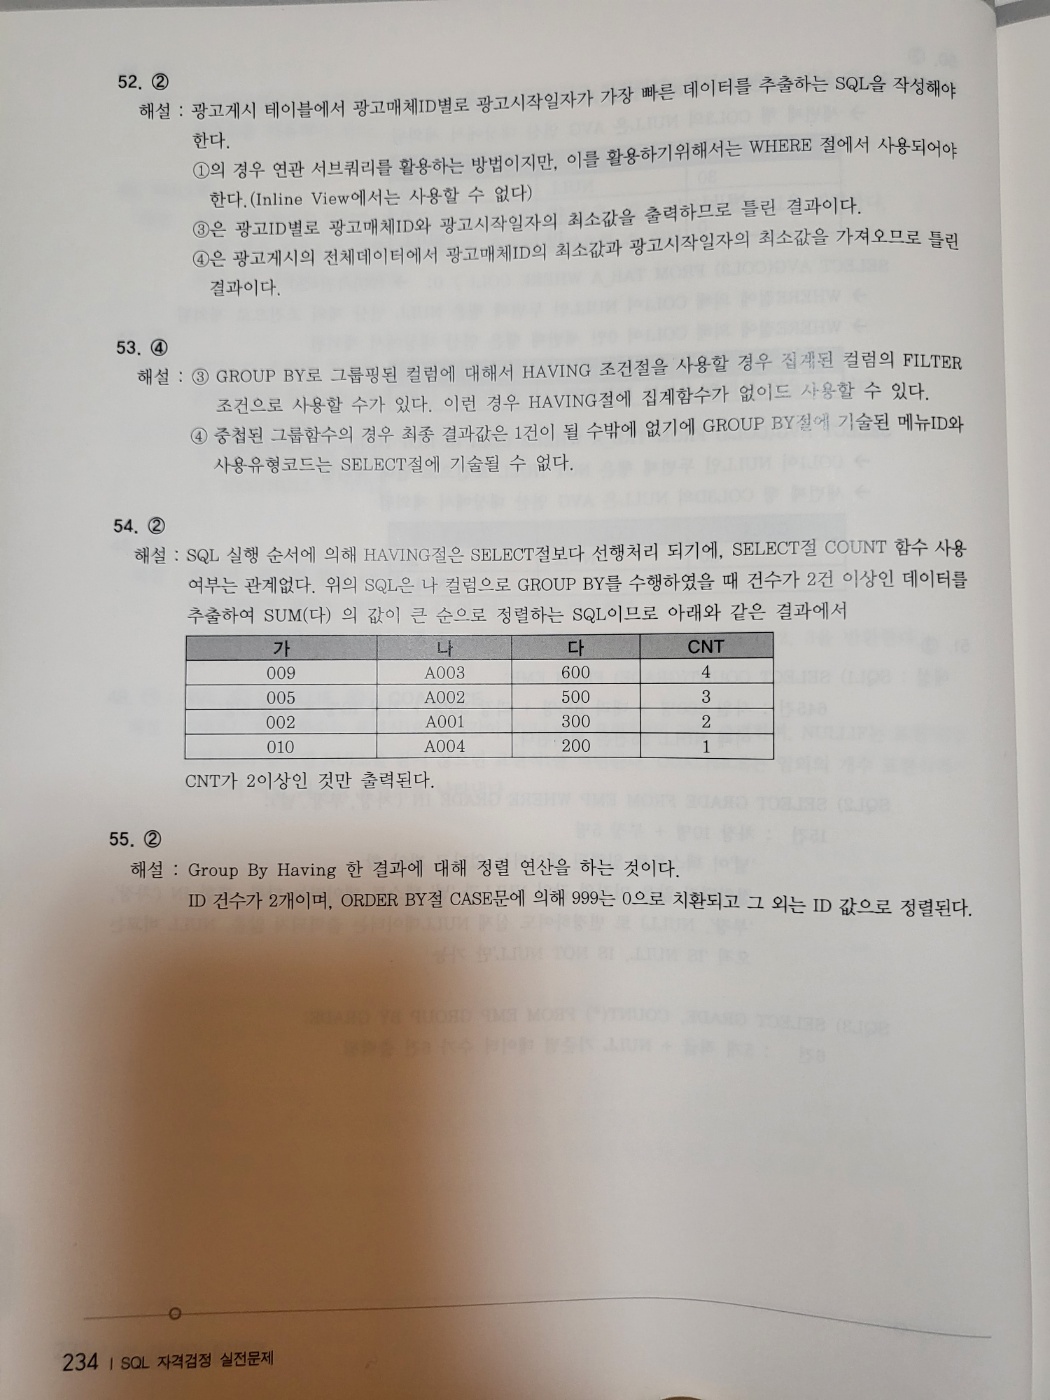 52. ②
해설 : 광고게시 테이블에서 광고매체ID별로 광고시작일자가 가장 빠른 데이터를 추출하는 SQL을 작성해야
한다.
①의 경우 연관 서브쿼리를 활용하는 방법이지만, 이를 활용하기위해서는 WHERE 절에서 사용되어야
한다.(Inline View에서는 사용할 수 없다)
③은 광고ID별로 광고매체ID와 광고시작일자의 최소값을 출력하므로 틀린 결과이다.
④은 광고게시의 전체데이터에서 광고매체ID의 최소값과 광고시작일자의 최소값을 가져오므로 틀린
결과이다.
53. ④
해설 : ③ GROUP BY로 그룹핑된 컬럼에 대해서 HAVING 조건절을 사용할 경우 집계된 컬럼의 FILTER
조건으로 사용할 수가 있다. 이런 경우 HAVING절에 집계함수가 없이도 사용할 수 있다.
④ 중첩된 그룹함수의 경우 최종 결과값은 1건이 될 수밖에 없기에 GROUP BY절에 기술된 메뉴ID와
사용유형코드는 SELECT절에 기술될 수 없다.
54. ②
해설 : SQL 실행 순서에 의해 HAVING절은 SELECT절보다 선행처리 되기에, SELECT절 COUNT 함수 사용
여부는 관계없다. 위의 SQL은 나 컬럼으로 GROUP BY를 수행하였을 때 건수가 2건 이상인 데이터를
추출하여 SUM(다) 의 값이 큰 순으로 정렬하는 SQL이므로 아래와 같은 결과에서
가 나 다 CNT
009 A003 600 4
005 A002 500 3
002 A001 300 2
010 A004 200 1
CNT가 2이상인 것만 출력된다.
55. ②
해설 : Group By Having 한 결과에 대해 정렬 연산을 하는 것이다.
ID 건수가 2개이며, ORDER BY절 CASE문에 의해 999는 0으로 치환되고 그 외는 ID 값으로 정렬된다.
234 | SQL 자격검정 실전문제